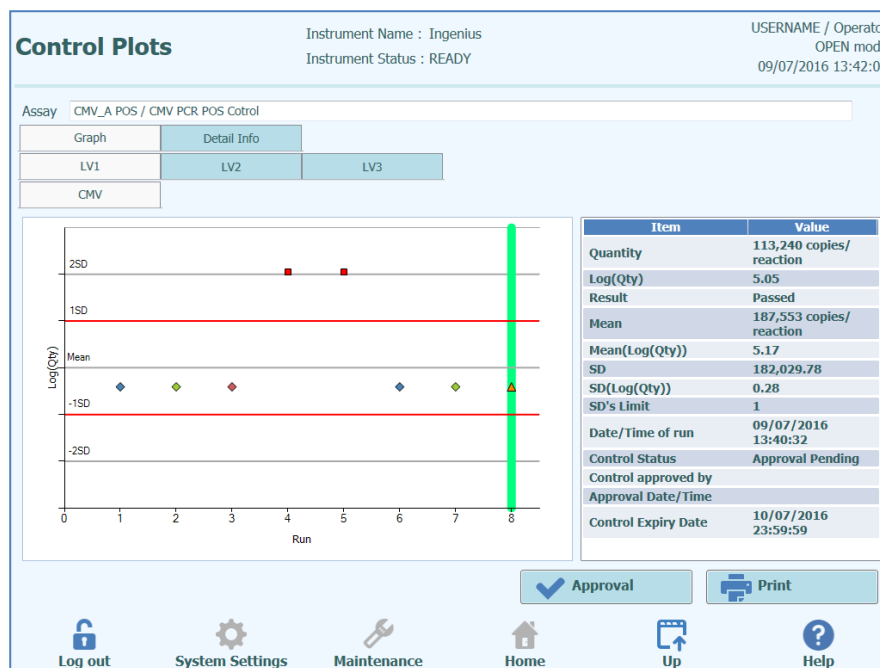 Control Plots
Instrument Name : Ingenius
Instrument Status : READY
USERNAME / Operato
OPEN mod
09/07/2016 13:42:0
Assay CMV_A POS / CMV PCR POS Cotrol
Graph Detail Info
LV1 LV2 LV3
CMV
2SD
1SD
Mean
-1SD
-2SD
Log(Qty)
0 1 2 3 4 5 6 7 8
Run
Item Value
Quantity 113,240 copies/
reaction
Log(Qty) 5.05
Result Passed
Mean 187,553 copies/
reaction
Mean(Log(Qty)) 5.17
SD 182,029.78
SD(Log(Qty)) 0.28
SD's Limit 1
Date/Time of run 09/07/2016
13:40:32
Control Status Approval Pending
Control approved by
Approval Date/Time
Control Expiry Date 10/07/2016
23:59:59
Approval Print
Log out System Settings Maintenance Home Up Help